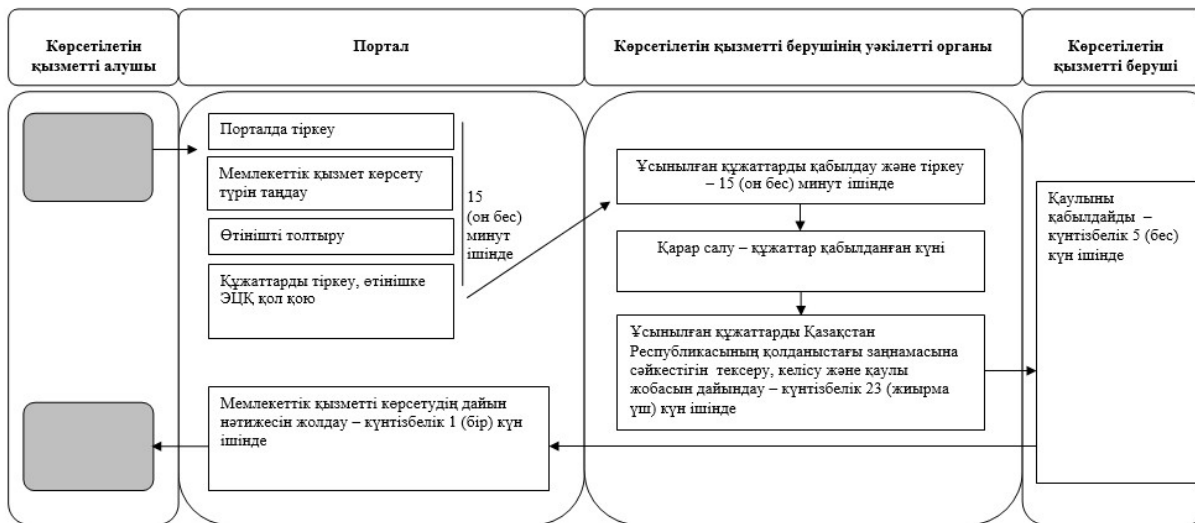 Көрсетілетін
қызметті алушы
Портал
Көрсетілетін қызметті берушінің уәкілетті органы
Көрсетілетін
қызметті беруші
Порталда тіркеу
Мемлекеттік қызмет көрсету
түрін таңдау
Өтінішті толтыру
Құжаттарды тіркеу, өтінішке
ЭЦҚ қол қою
15
(он бес)
минут
ішінде
Ұсынылған құжаттарды қабылдау және тіркеу
– 15 (он бес) минут ішінде
Қарар салу – құжаттар қабылданған күні
Ұсынылған құжаттарды Қазақстан
Республикасының қолданыстағы заңнамасына
сәйкестігін тексеру, келісу және қаулы
жобасын дайындау – күнтізбелік 23 (жиырма
үш) күн ішінде
Қаулыны
қабылдайды –
күнтізбелік 5 (бес)
күн ішінде
Мемлекеттік қызметті көрсетудің дайын
нәтижесін жолдау – күнтізбелік 1 (бір) күн
ішінде